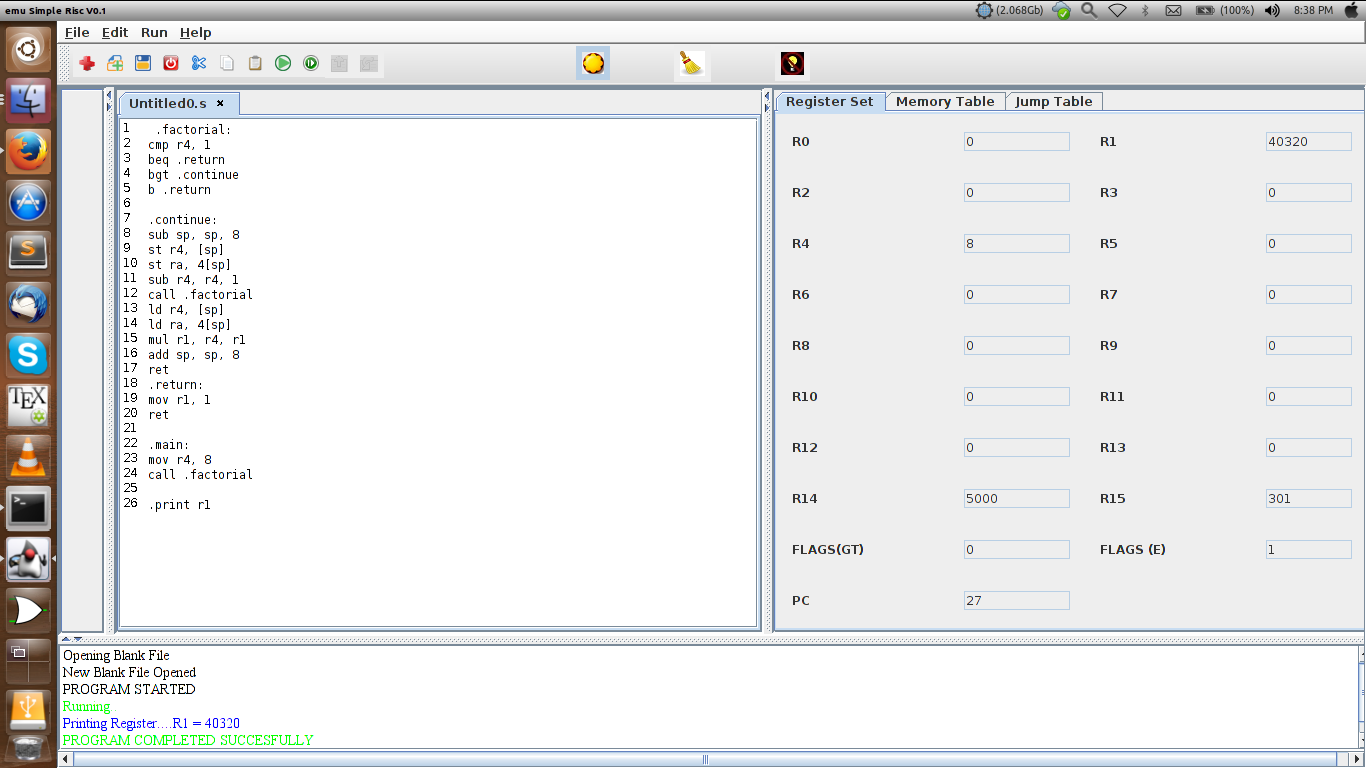 emu Simple Risc V0.1
(2.068Gb) (100%) 8:38 PM
File Edit Run Help
Untitled0.s ×
1 .factorial:
2 cmp r4, 1
3 beq .return
4 bgt .continue
5 b .return
6
7 .continue:
8 sub sp, sp, 8
9 st r4, [sp]
10 st ra, 4[sp]
11 sub r4, r4, 1
12 call .factorial
13 ld r4, [sp]
14 ld ra, 4[sp]
15 mul r1, r4, r1
16 add sp, sp, 8
17 ret
18 .return:
19 mov r1, 1
20 ret
21
22 .main:
23 mov r4, 8
24 call .factorial
25
26 .print r1
Register Set Memory Table Jump Table
R0 0 R1 40320
R2 0 R3 0
R4 8 R5 0
R6 0 R7 0
R8 0 R9 0
R10 0 R11 0
R12 0 R13 0
R14 5000 R15 301
FLAGS(GT) 0 FLAGS (E) 1
PC 27
Opening Blank File
New Blank File Opened
PROGRAM STARTED
Running
Printing Register....R1 = 40320
PROGRAM COMPLETED SUCCESFULLY
S
S
TEX
>_